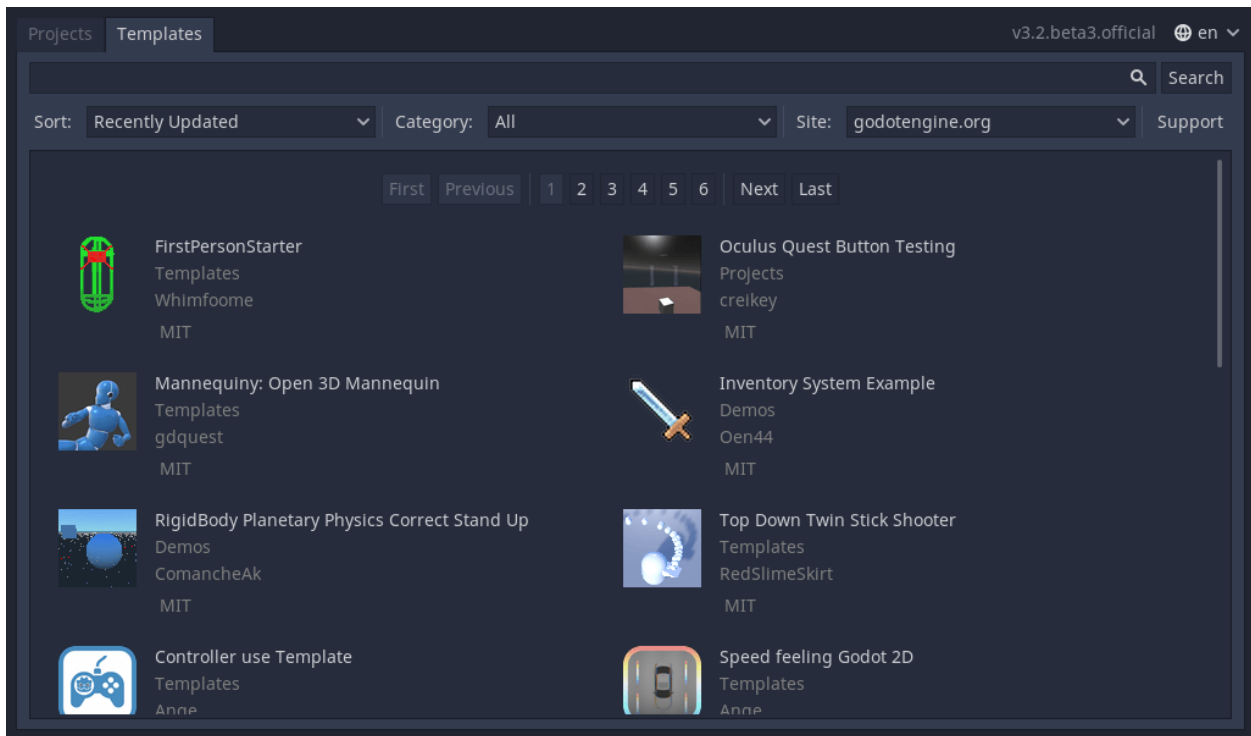 Projects Templates v3.2.beta3.official en
Search
Sort: Recently Updated Category: All Site: godotengine.org Support
First Previous 1 2 3 4 5 6 Next Last
FirstPersonStarter
Templates
Whimfoome
MIT
Oculus Quest Button Testing
Projects
creikey
MIT
Mannequiny: Open 3D Mannequin
Templates
gdquest
MIT
Inventory System Example
Demos
Oen44
MIT
RigidBody Planetary Physics Correct Stand Up
Demos
ComancheAk
MIT
Top Down Twin Stick Shooter
Templates
RedSlimeSkirt
MIT
Controller use Template
Templates
Ange
Speed feeling Godot 2D
Templates
Ange